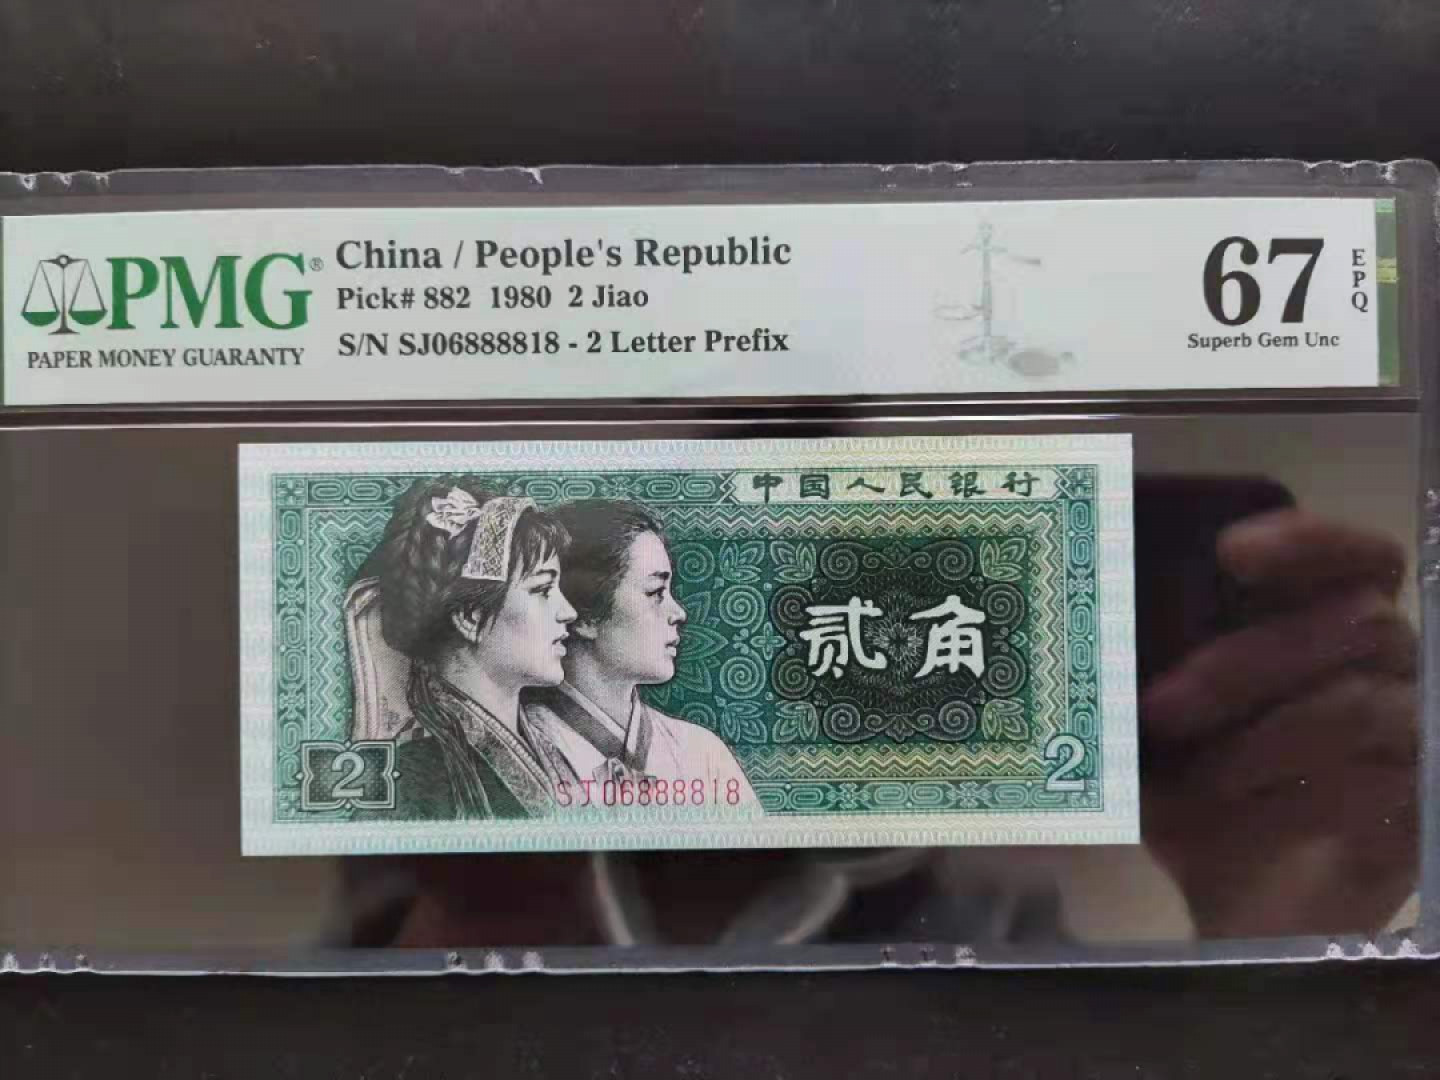 PMG®
PAPER MONEY GUARANTY
China / People's Republic
Pick# 882 1980 2 Jiao
S/N SJ06888818 - 2 Letter Prefix
67
EPQ
Superb Gem Unc
中国人民银行
贰角
2
SJ06888818
2